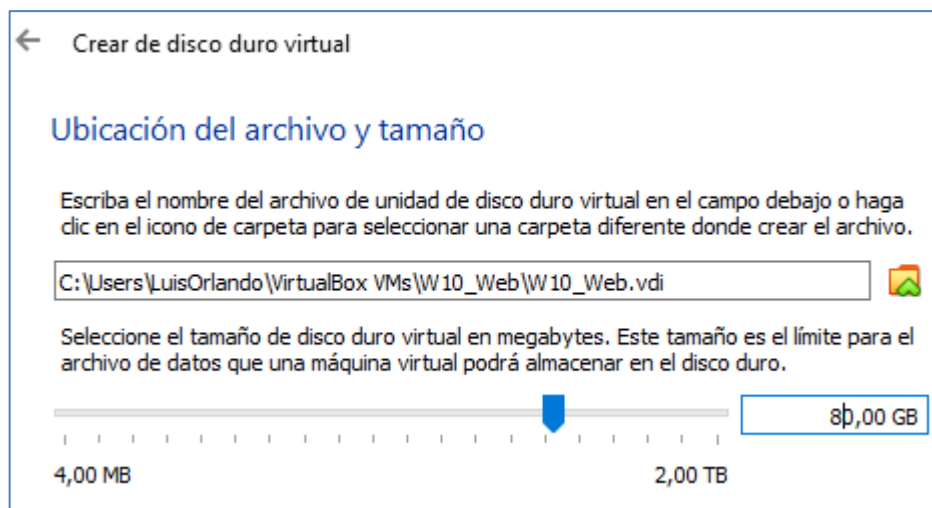 Crear de disco duro virtual
Ubicación del archivo y tamaño
Escriba el nombre del archivo de unidad de disco duro virtual en el campo debajo o haga
clic en el icono de carpeta para seleccionar una carpeta diferente donde crear el archivo.
C:\Users\LuisOrlando\VirtualBox VMs\W10_Web\W10_Web.vdi
Seleccione el tamaño de disco duro virtual en megabytes. Este tamaño es el límite para el
archivo de datos que una máquina virtual podrá almacenar en el disco duro.
80,00 GB
4,00 MB 2,00 TB